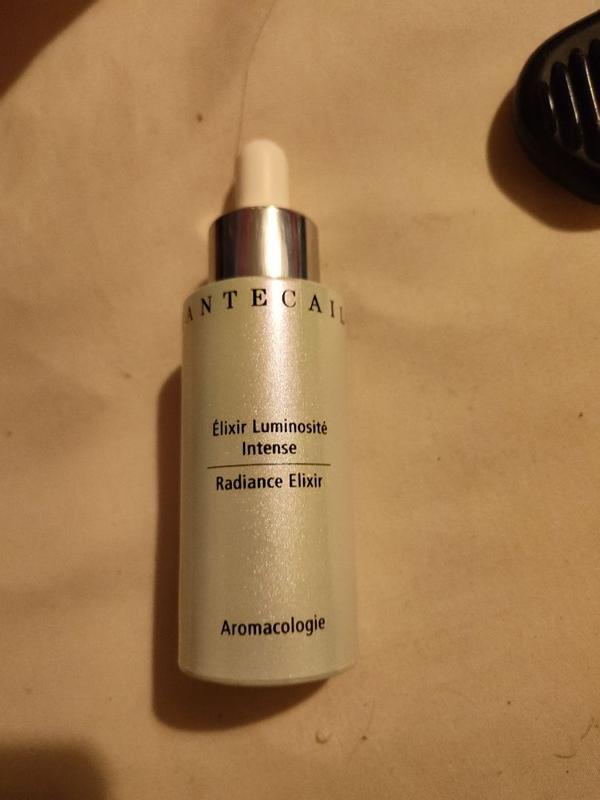 ANTECAIL
Élixir Luminosité
Intense
Radiance Elixir
Aromacologie